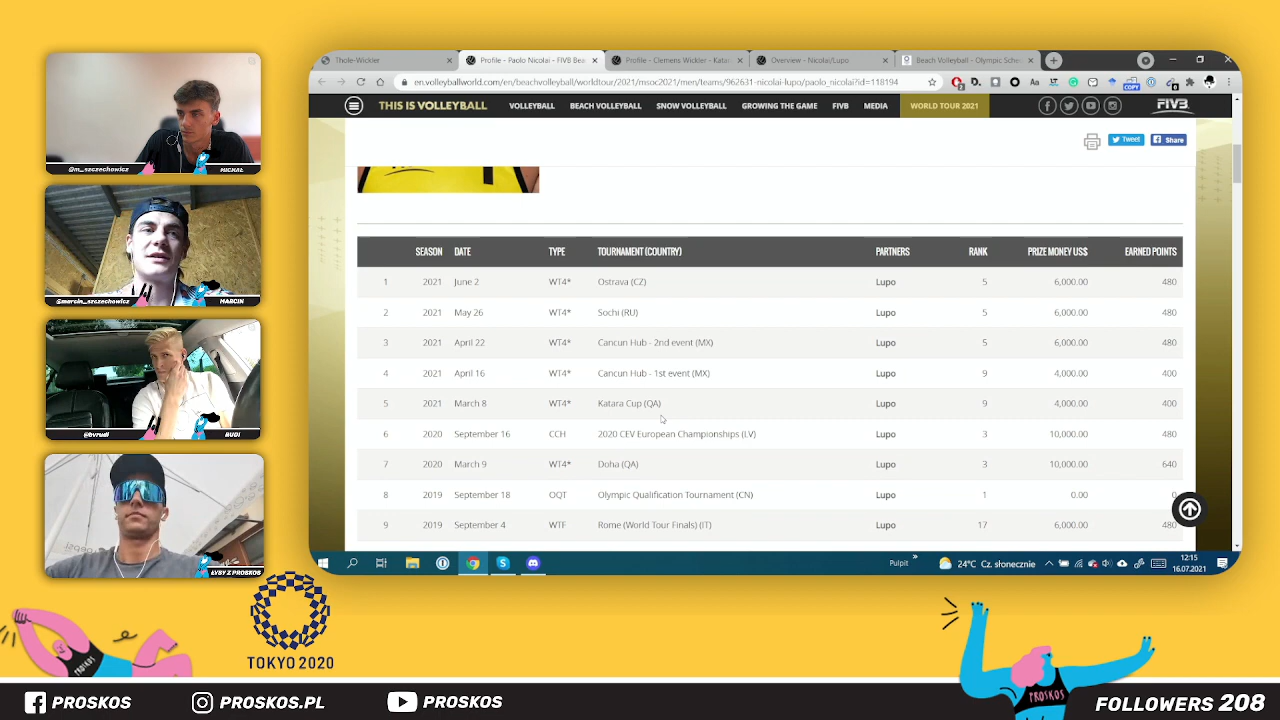 @m_szczechowicz MICHAŁ
@marcin_szczechowicz MARCIN
@bvrudi RUDI
ŁYSY Z PROSKOS
pepsi
Thole-Wickler
Profile - Paolo Nicolai - FIVB Bea
Profile - Clemens Wickler - Kata
Overview - Nicolai/Lupo
Beach Volleyball - Olympic Sche
en.volleyballworld.com/en/beachvolleyball/worldtour/2021/msoc2021/men/teams/962631-nicolai-lupo/paolo_nicolai?id=118194
COPY
THIS IS VOLLEYBALL VOLLEYBALL BEACH VOLLEYBALL SNOW VOLLEYBALL GROWING THE GAME FIVB MEDIA WORLD TOUR 2021 FIVB
Tweet Share
SEASON DATE TYPE TOURNAMENT (COUNTRY) PARTNERS RANK PRIZE MONEY US$ EARNED POINTS
1 2021 June 2 WT4* Ostrava (CZ) Lupo 5 6,000.00 480
2 2021 May 26 WT4* Sochi (RU) Lupo 5 6,000.00 480
3 2021 April 22 WT4* Cancun Hub - 2nd event (MX) Lupo 5 6,000.00 480
4 2021 April 16 WT4* Cancun Hub - 1st event (MX) Lupo 9 4,000.00 400
5 2021 March 8 WT4* Katara Cup (QA) Lupo 9 4,000.00 400
6 2020 September 16 CCH 2020 CEV European Championships (LV) Lupo 3 10,000.00 480
7 2020 March 9 WT4* Doha (QA) Lupo 3 10,000.00 640
8 2019 September 18 OQT Olympic Qualification Tournament (CN) Lupo 1 0.00 0
9 2019 September 4 WTF Rome (World Tour Finals) (IT) Lupo 17 6,000.00 480
Pulpit
24°C Cz. słonecznie
12:15
16.07.2021
TOKYO 2020
PROSKOS
PROSKOS
PROSKOS PROSKOS.PL PROSKOS
FOLLOWERS 208